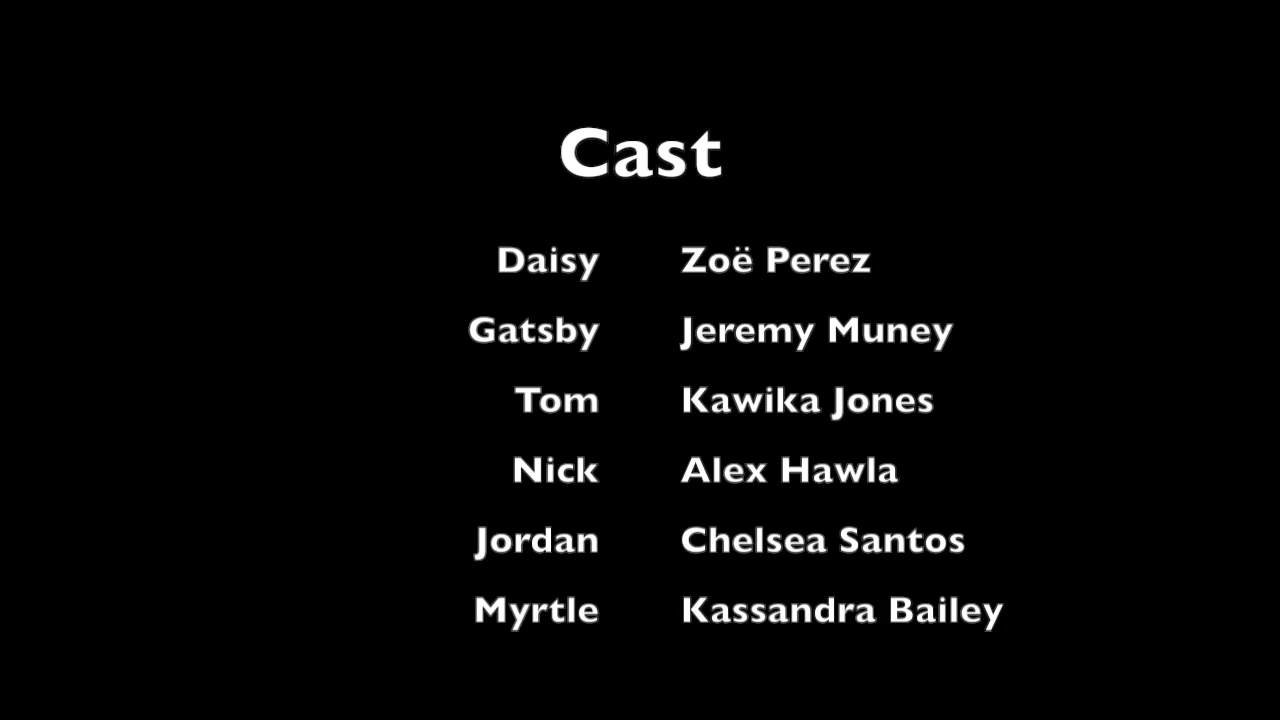 Cast
Daisy Zoë Perez
Gatsby Jeremy Muney
Tom Kawika Jones
Nick Alex Hawla
Jordan Chelsea Santos
Myrtle Kassandra Bailey